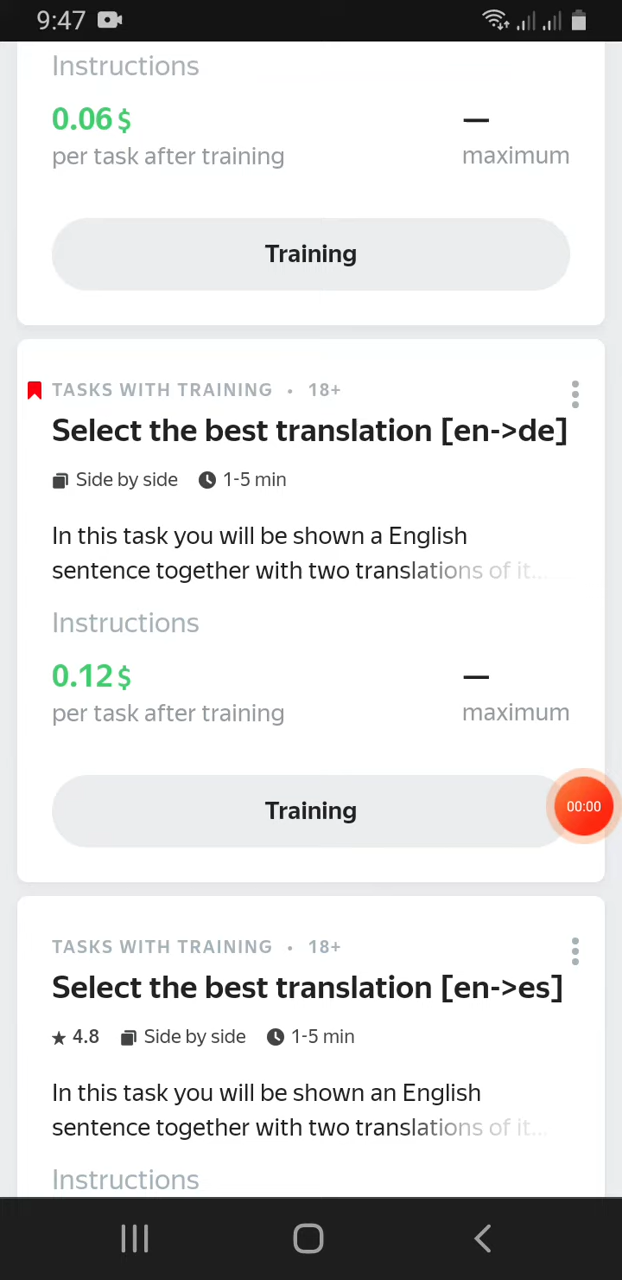 9:47
Instructions
0.06 $
—
per task after training
maximum
Training
TASKS WITH TRAINING • 18+
Select the best translation [en->de]
Side by side 1-5 min
In this task you will be shown a English
sentence together with two translations of it...
Instructions
0.12 $
—
per task after training
maximum
Training
00:00
TASKS WITH TRAINING • 18+
Select the best translation [en->es]
4.8 Side by side 1-5 min
In this task you will be shown an English
sentence together with two translations of it...
Instructions